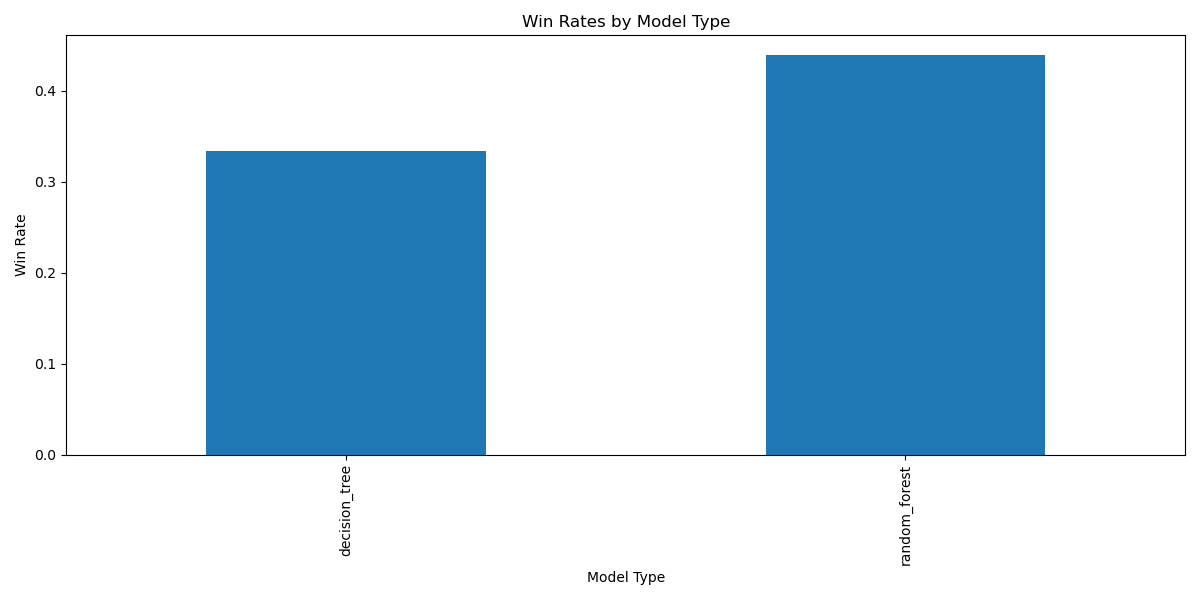 Win Rates by Model Type
Win Rate
0.4
0.3
0.2
0.1
0.0
decision_tree
random_forest
Model Type